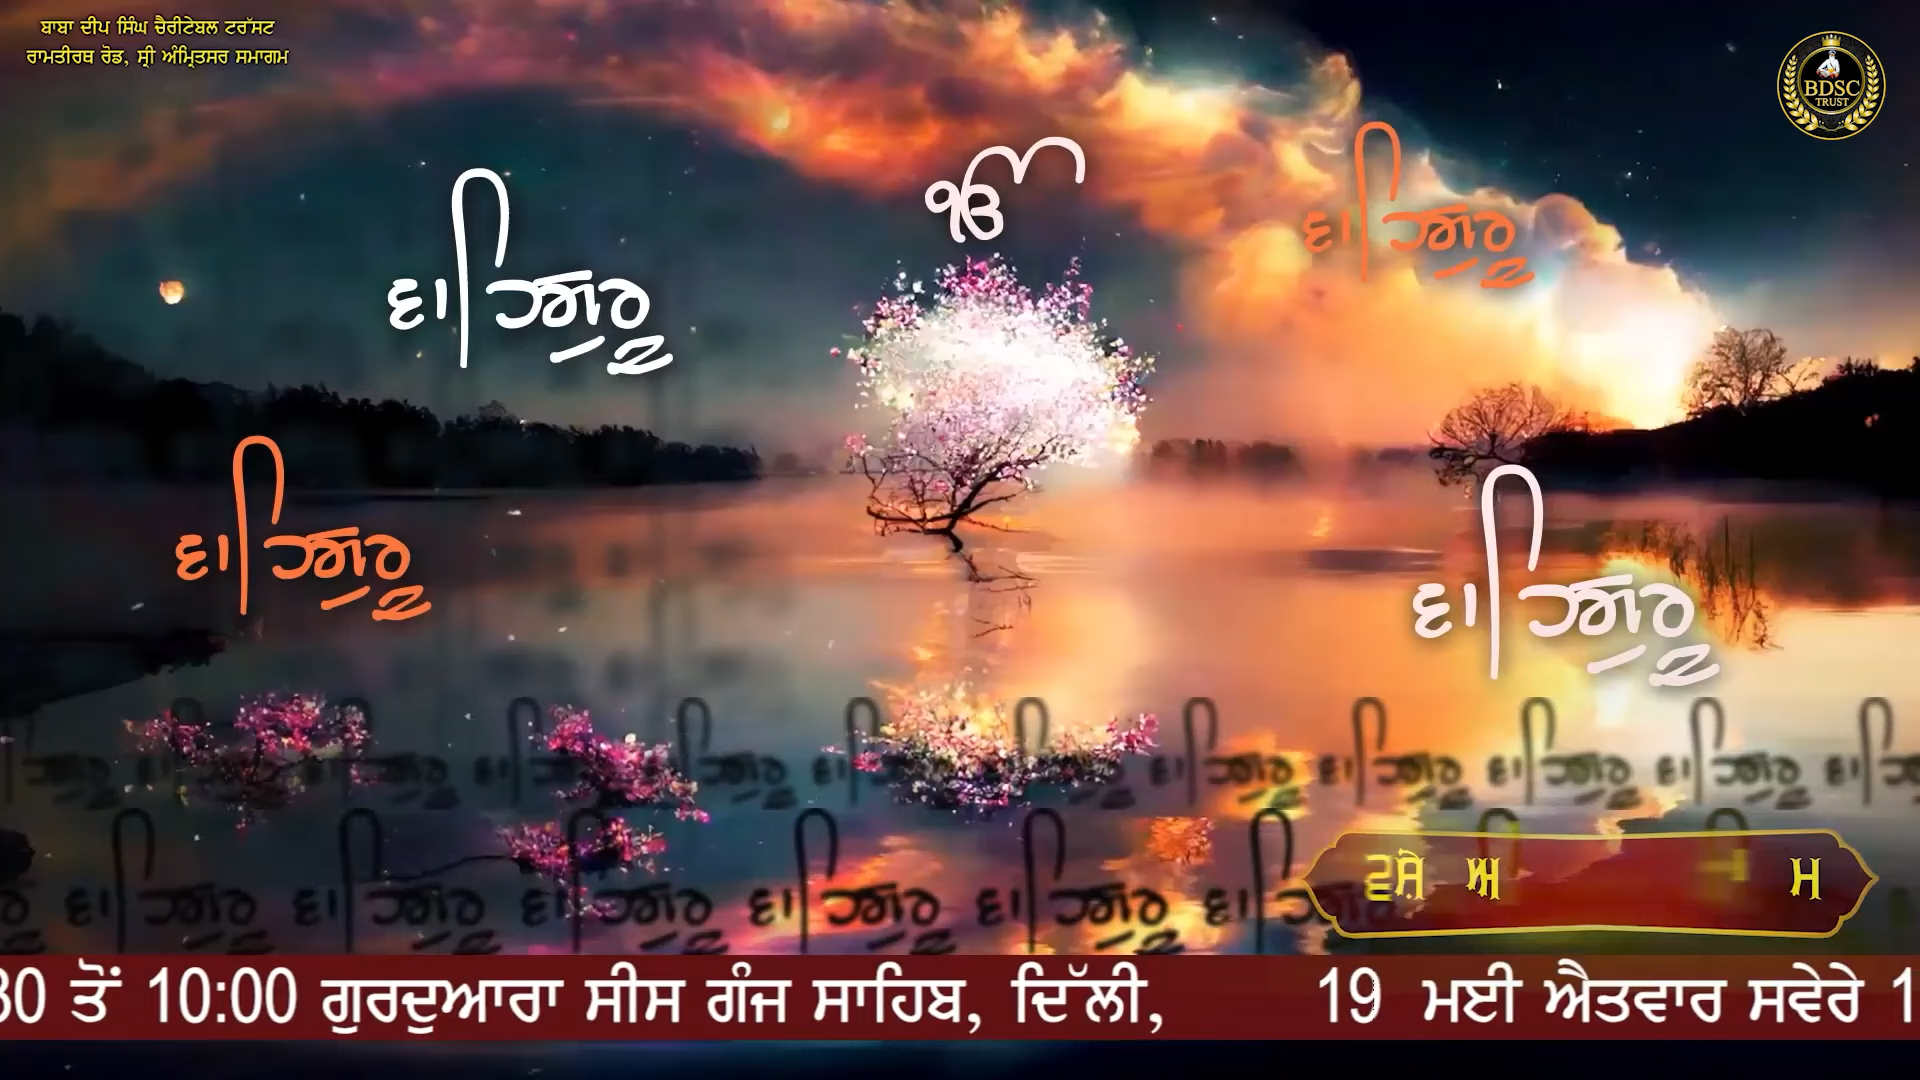 ਬਾਬਾ ਦੀਪ ਸਿੰਘ ਚੈਰੀਟੇਬਲ ਟਰੱਸਟ
ਰਾਮਤੀਰਥ ਰੋਡ, ਸ੍ਰੀ ਅੰਮ੍ਰਿਤਸਰ ਸਮਾਗਮ
BDSC
TRUST
ੴ
ਵਾਹਿਗੁਰੂ
ਵਾਹਿਗੁਰੂ
ਵਾਹਿਗੁਰੂ
ਵਾਹਿਗੁਰੂ
ਵਾਹਿਗੁਰੂ ਵਾਹਿਗੁਰੂ ਵਾਹਿਗੁਰੂ ਵਾਹਿਗੁਰੂ ਵਾਹਿਗੁਰੂ ਵਾਹਿਗੁਰੂ ਵਾਹਿਗੁਰੂ ਵਾਹਿਗੁਰੂ ਵਾਹਿਗੁਰੂ ਵਾਹਿਗੁਰੂ
ਵਾਹਿਗੁਰੂ ਵਾਹਿਗੁਰੂ ਵਾਹਿਗੁਰੂ ਵਾਹਿਗੁਰੂ ਵਾਹਿਗੁਰੂ ਵਾਹਿਗੁਰੂ
30 ਤੋਂ 10:00 ਗੁਰਦੁਆਰਾ ਸੀਸ ਗੰਜ ਸਾਹਿਬ, ਦਿੱਲੀ, 19 ਮਈ ਐਤਵਾਰ ਸਵੇਰੇ 1